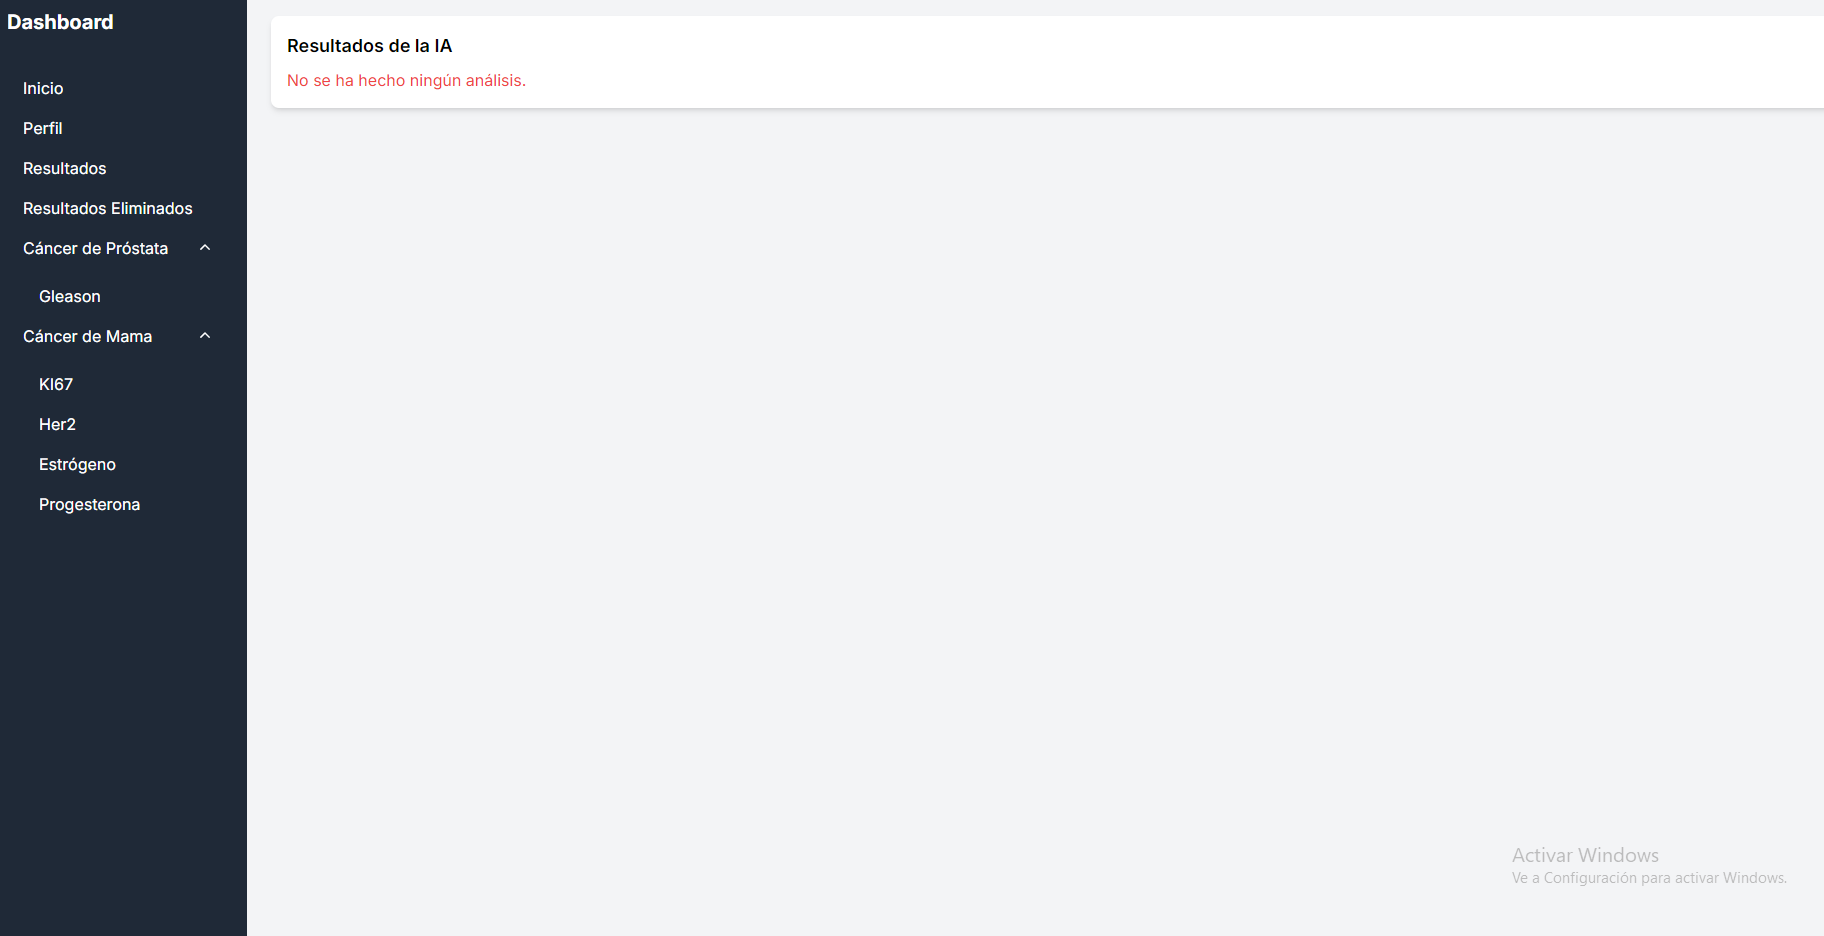 Dashboard
Inicio
Perfil
Resultados
Resultados Eliminados
Cáncer de Próstata
Gleason
Cáncer de Mama
KI67
Her2
Estrógeno
Progesterona
Resultados de la IA
No se ha hecho ningún análisis.
Activar Windows
Ve a Configuración para activar Windows.